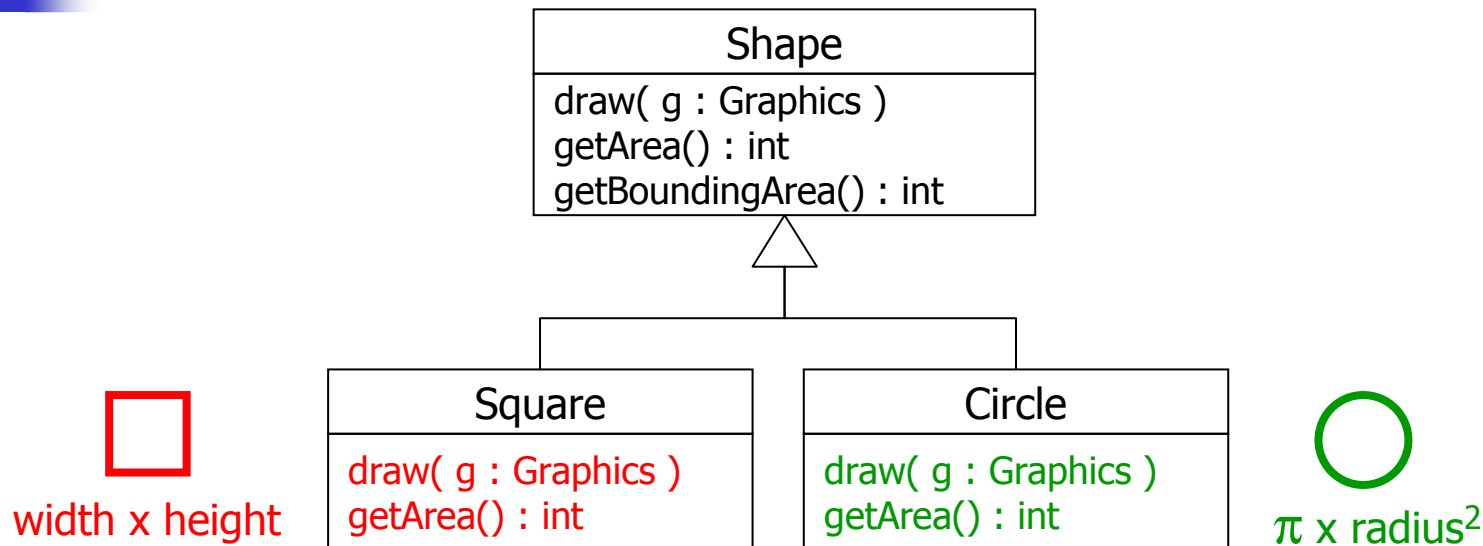 Shape
draw( g : Graphics )
getArea() : int
getBoundingArea() : int
Square
draw( g : Graphics )
getArea() : int
width x height
Circle
draw( g : Graphics )
getArea() : int
π x radius²